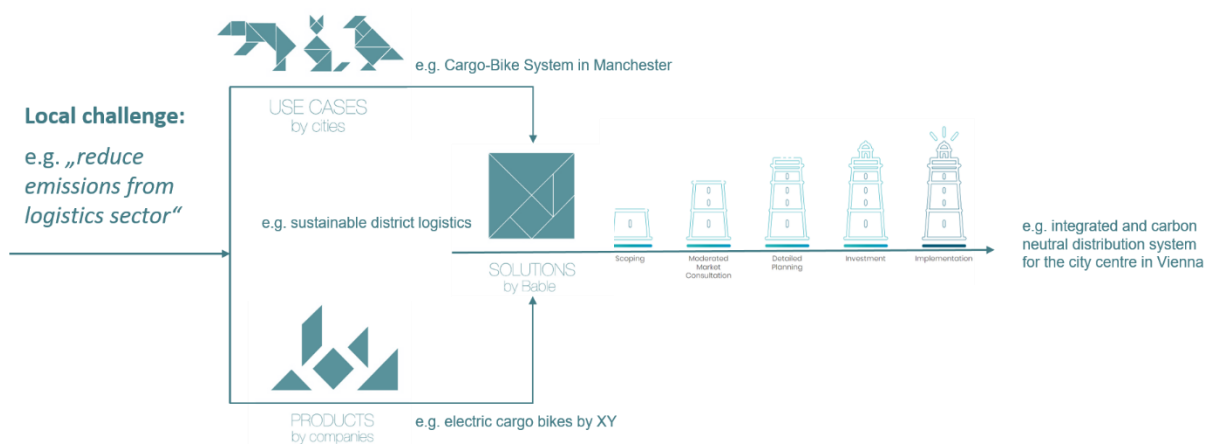 Local challenge:
e.g. „reduce
emissions from
logistics sector“
e.g. Cargo-Bike System in Manchester
USE CASES
by cities
e.g. sustainable district logistics
SOLUTIONS
by Bable
Scoping
Moderated
Market
Consultation
Detailed
Planning
Investment
Implementation
e.g. integrated and carbon
neutral distribution system
for the city centre in Vienna
PRODUCTS
by companies
e.g. electric cargo bikes by XY